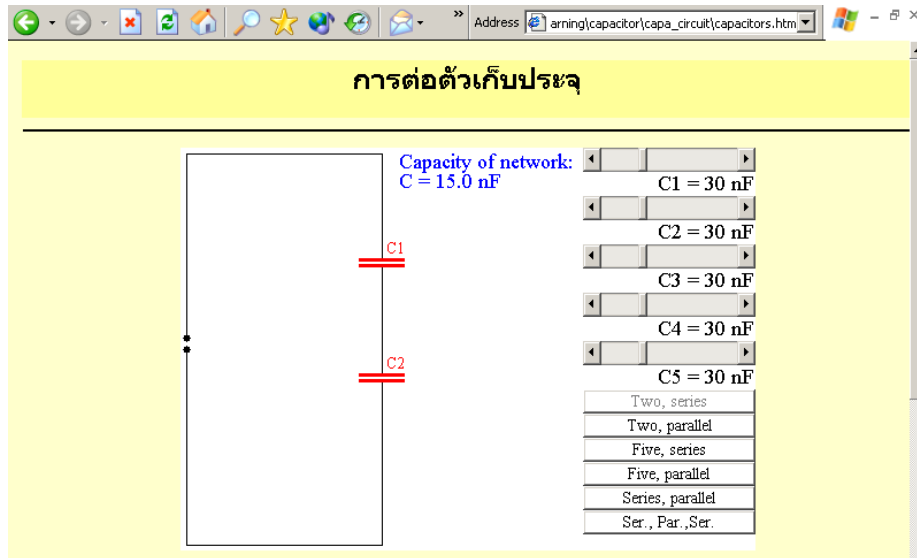 » Address arning\capacitor\capa_circuit\capacitors.htm
การต่อตัวเก็บประจุ
Capacity of network:
C = 15.0 nF
C1 = 30 nF
C2 = 30 nF
C1
C3 = 30 nF
C4 = 30 nF
C2
C5 = 30 nF
Two, series
Two, parallel
Five, series
Five, parallel
Series, parallel
Ser., Par.,Ser.